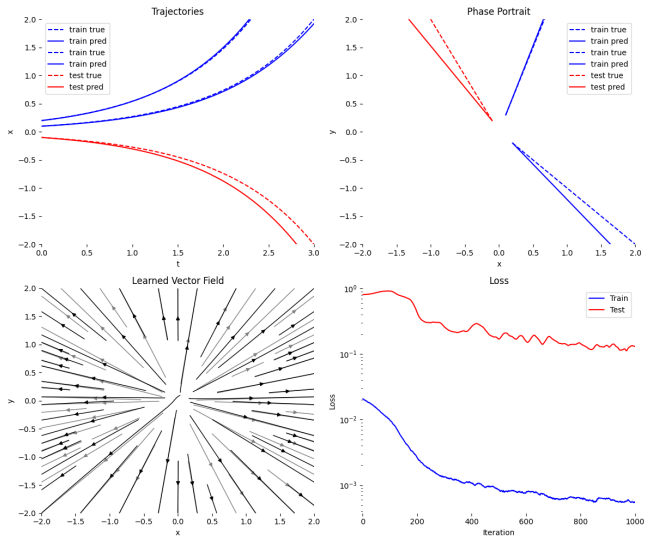 Trajectories
2.0
1.5
1.0
0.5
0.0
−0.5
−1.0
−1.5
−2.0
x
train true
train pred
train true
train pred
test true
test pred
0.0 0.5 1.0 1.5 2.0 2.5 3.0
t
Phase Portrait
2.0
1.5
1.0
0.5
0.0
−0.5
−1.0
−1.5
−2.0
y
train true
train pred
train true
train pred
test true
test pred
−2.0 −1.5 −1.0 −0.5 0.0 0.5 1.0 1.5 2.0
x
Learned Vector Field
2.0
1.5
1.0
0.5
0.0
−0.5
−1.0
−1.5
−2.0
y
−2.0 −1.5 −1.0 −0.5 0.0 0.5 1.0 1.5 2.0
x
Loss
10⁰
10⁻¹
10⁻²
10⁻³
Loss
Train
Test
0 200 400 600 800 1000
Iteration